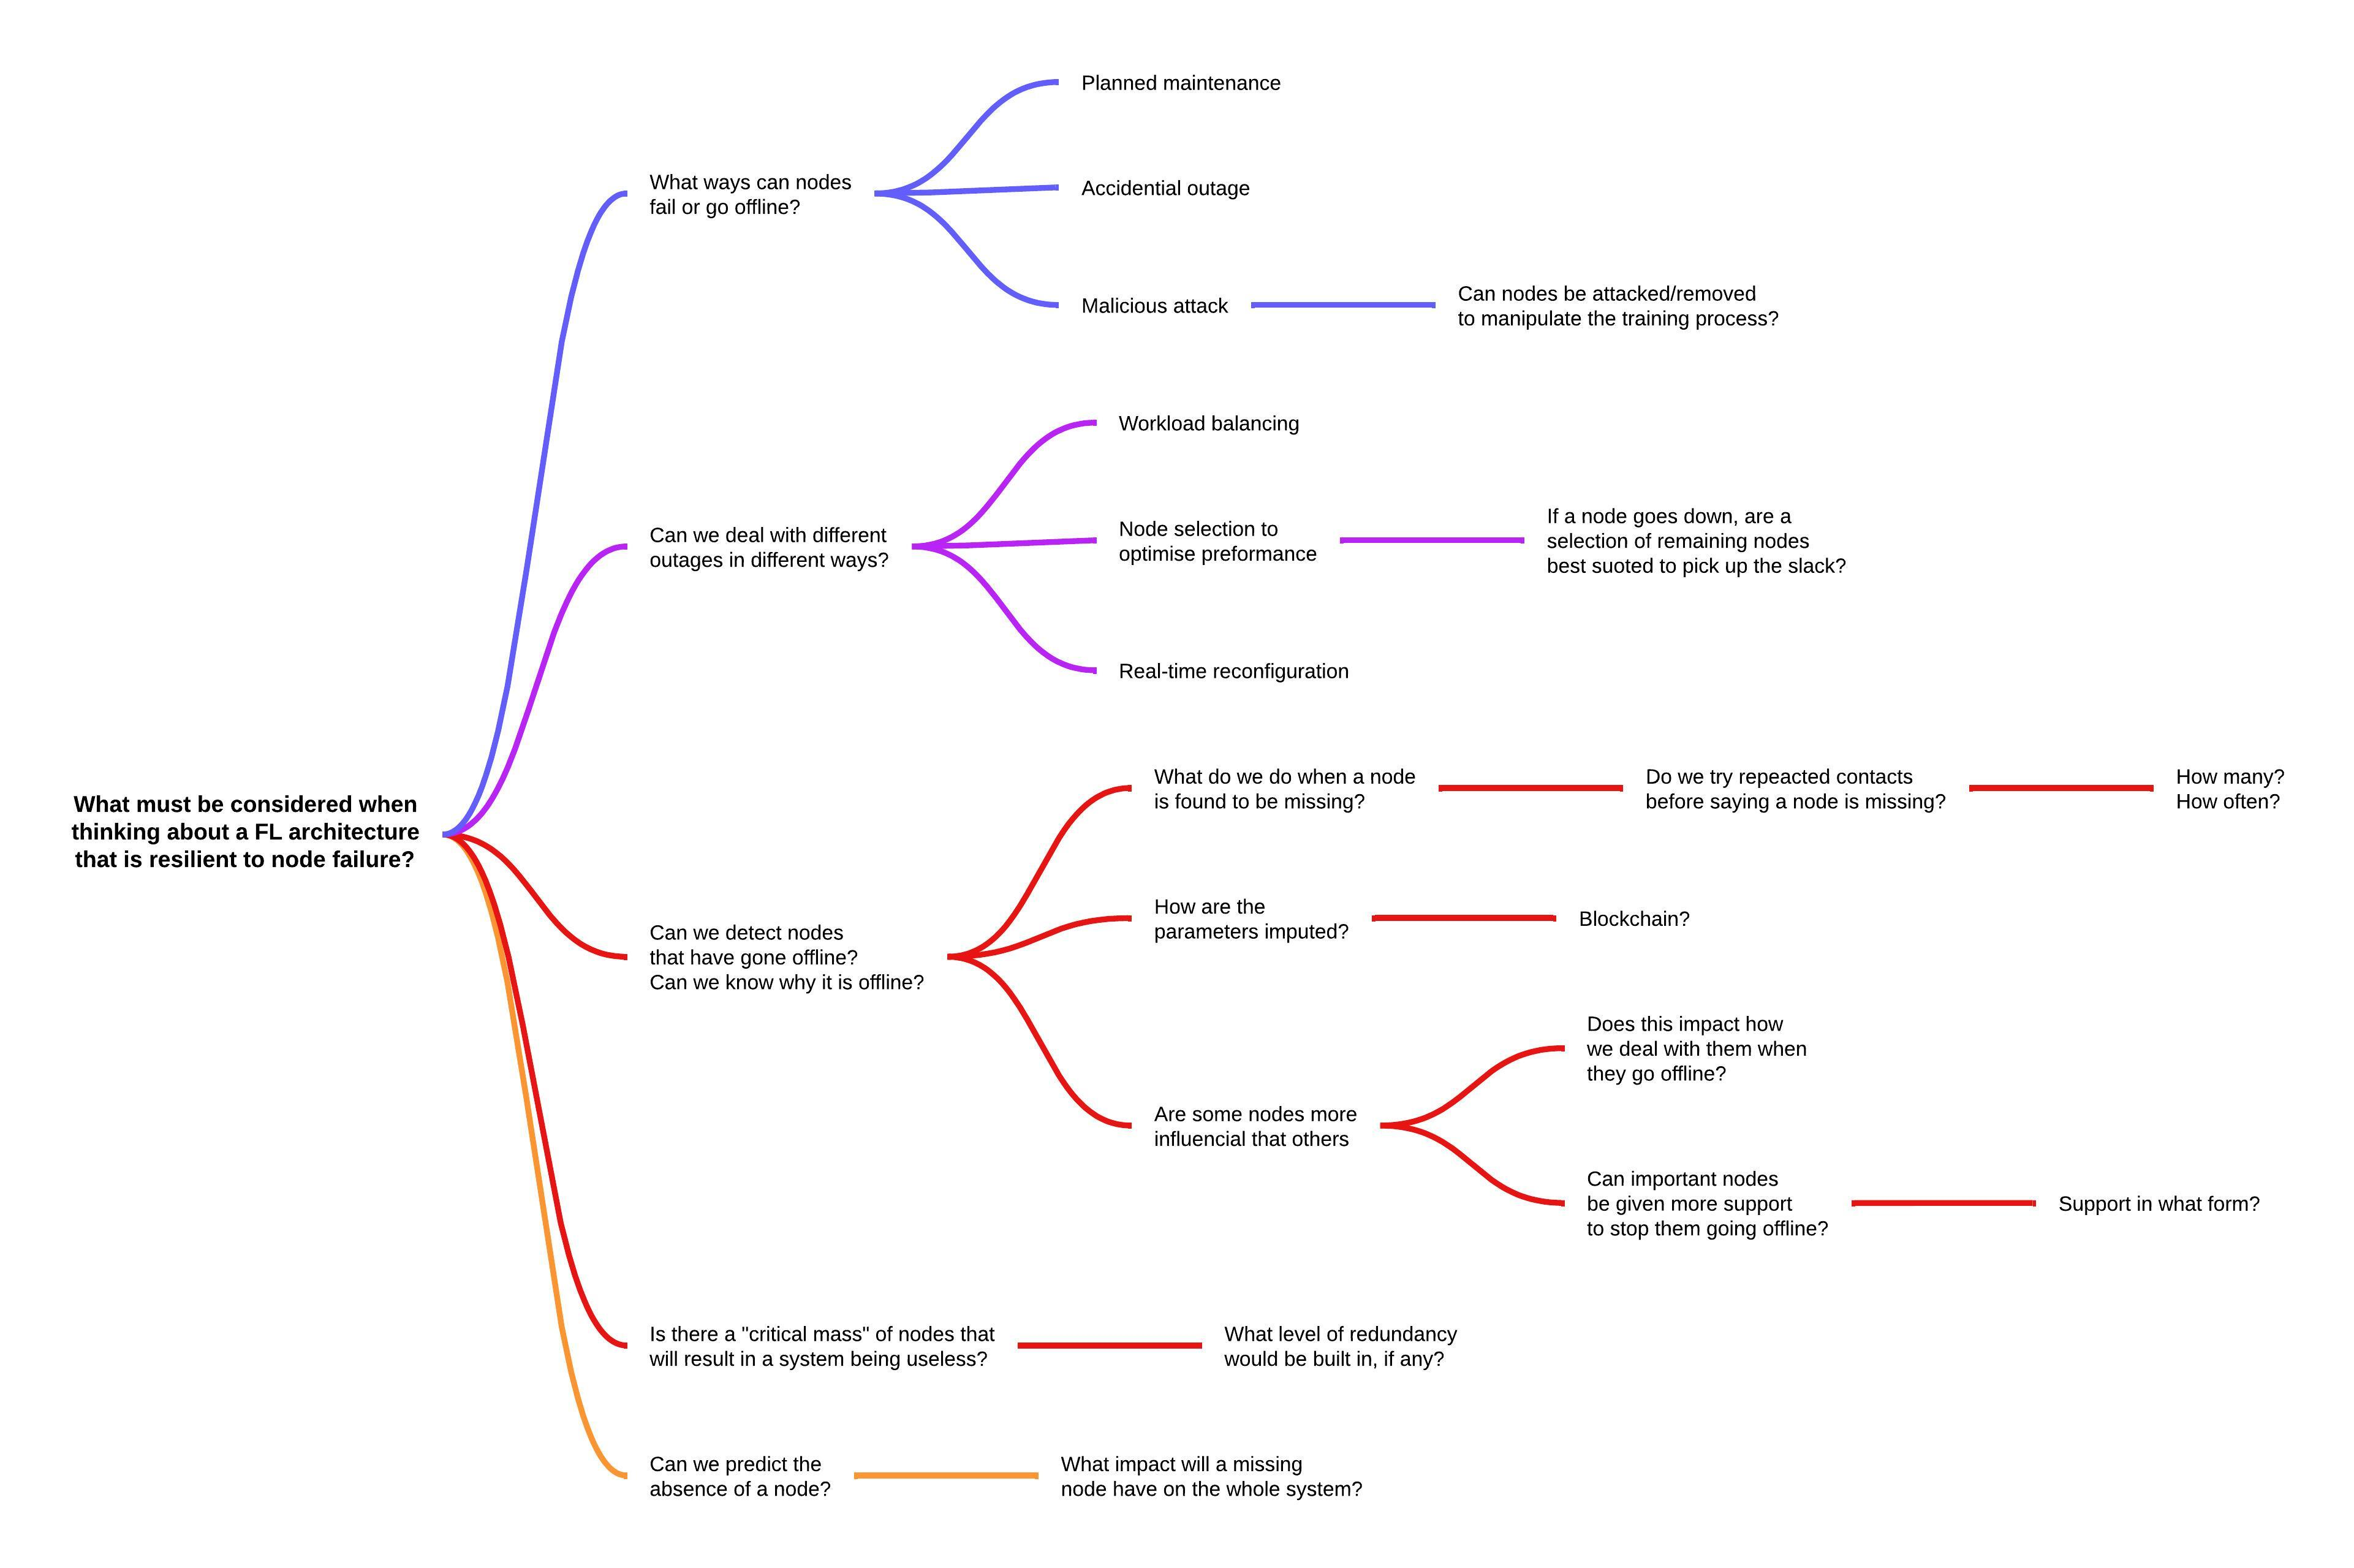 What must be considered when
thinking about a FL architecture
that is resilient to node failure?
What ways can nodes
fail or go offline?
Planned maintenance
Accidential outage
Malicious attack
Can nodes be attacked/removed
to manipulate the training process?
Can we deal with different
outages in different ways?
Workload balancing
Node selection to
optimise preformance
If a node goes down, are a
selection of remaining nodes
best suoted to pick up the slack?
Real-time reconfiguration
Can we detect nodes
that have gone offline?
Can we know why it is offline?
What do we do when a node
is found to be missing?
Do we try repeacted contacts
before saying a node is missing?
How many?
How often?
How are the
parameters imputed?
Blockchain?
Are some nodes more
influencial that others
Does this impact how
we deal with them when
they go offline?
Can important nodes
be given more support
to stop them going offline?
Support in what form?
Is there a "critical mass" of nodes that
will result in a system being useless?
What level of redundancy
would be built in, if any?
Can we predict the
absence of a node?
What impact will a missing
node have on the whole system?